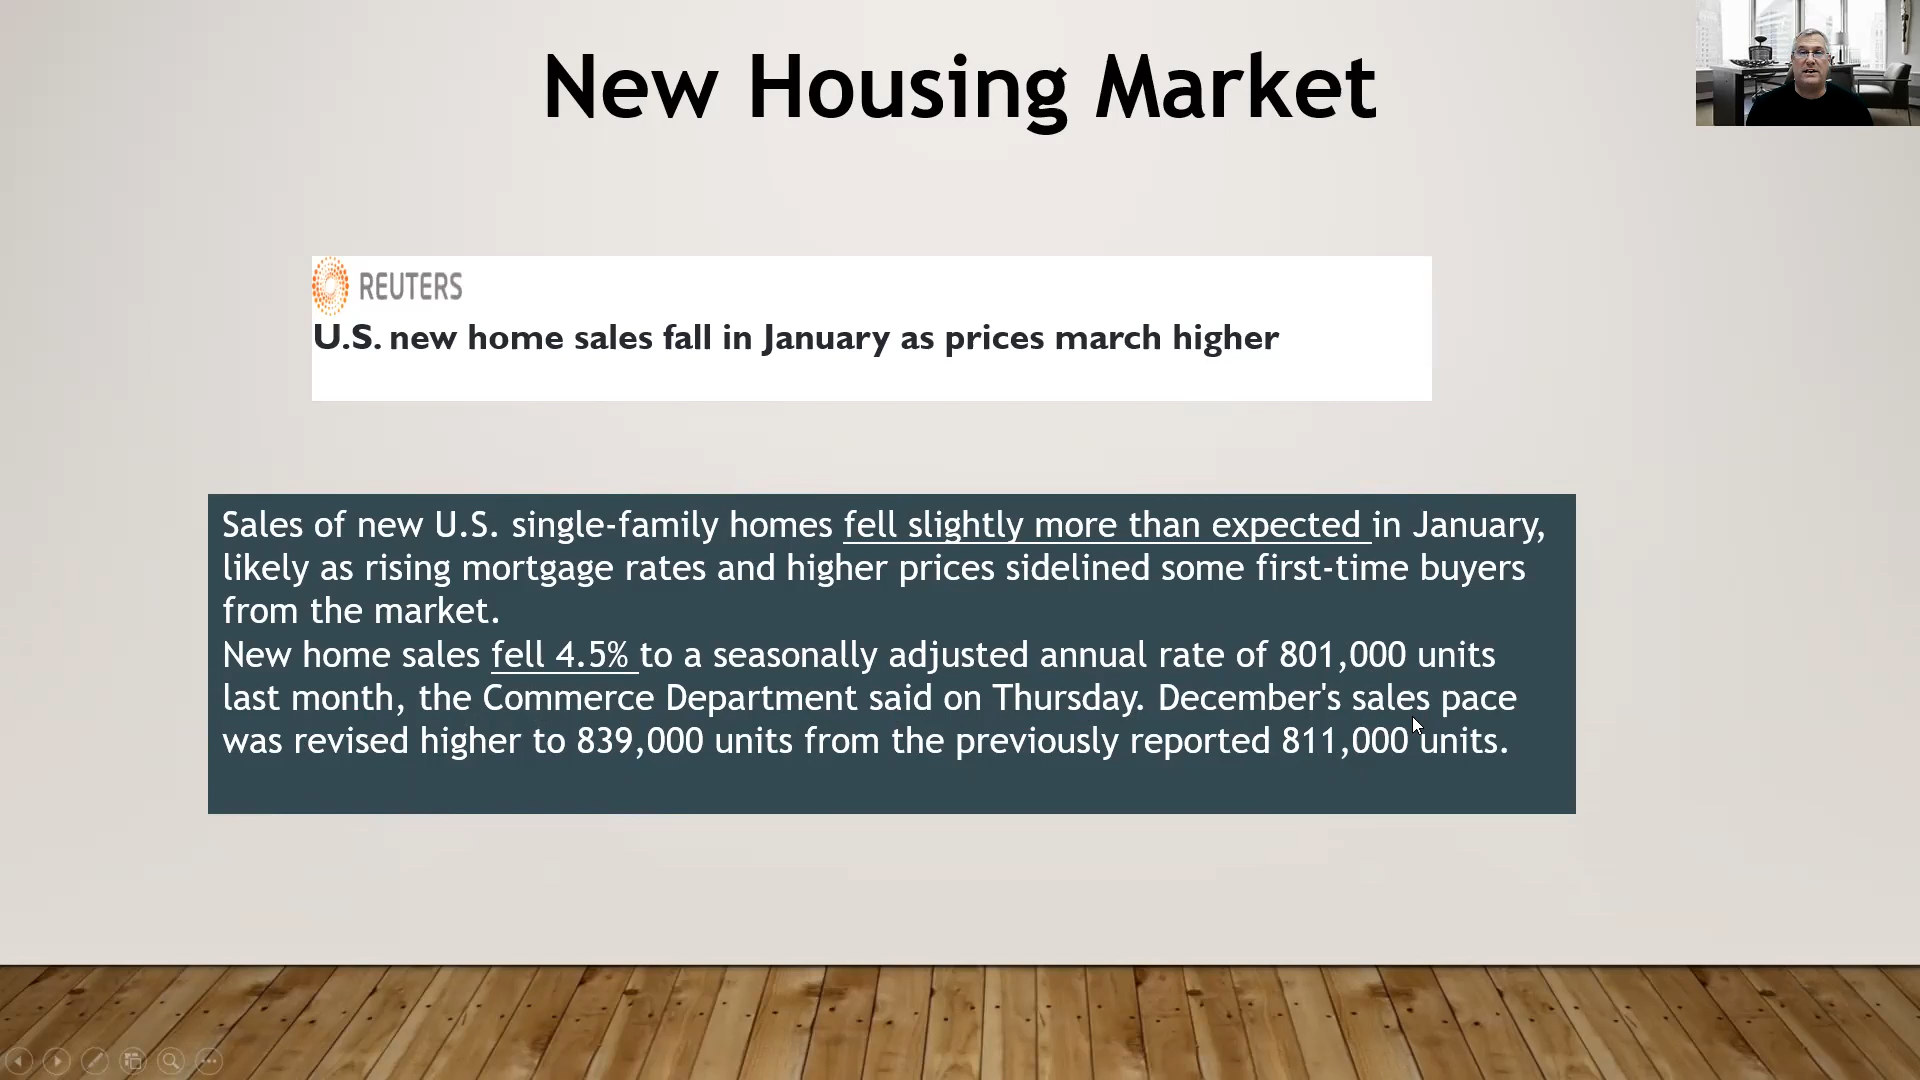 New Housing Market
REUTERS
U.S. new home sales fall in January as prices march higher
Sales of new U.S. single-family homes fell slightly more than expected in January,
likely as rising mortgage rates and higher prices sidelined some first-time buyers
from the market.
New home sales fell 4.5% to a seasonally adjusted annual rate of 801,000 units
last month, the Commerce Department said on Thursday. December's sales pace
was revised higher to 839,000 units from the previously reported 811,000 units.